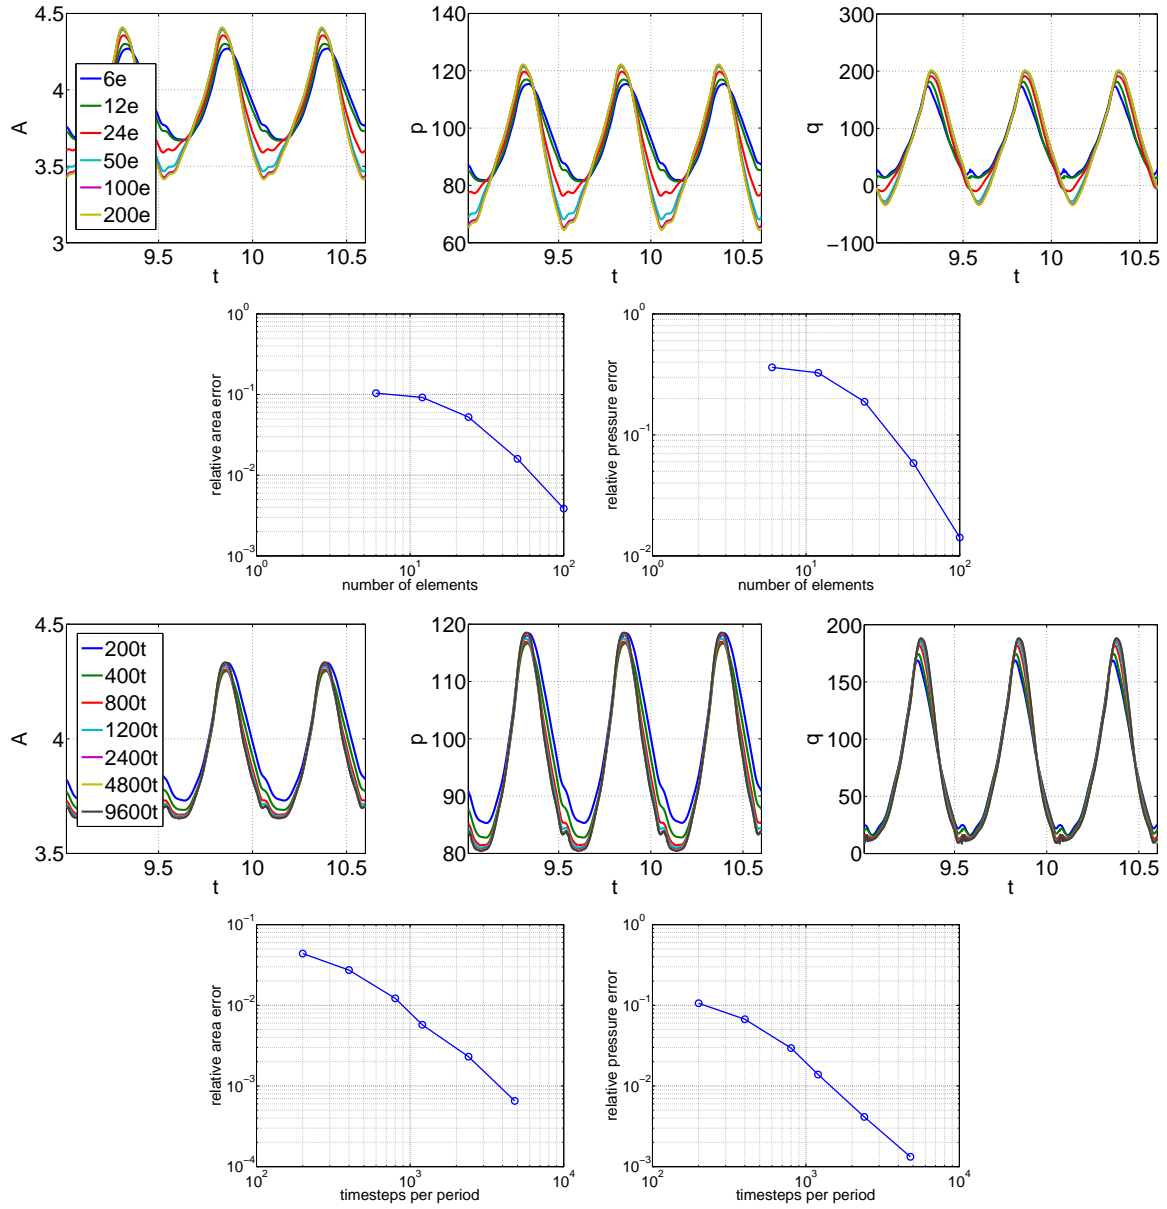 4.5
4
3.5
3
A
6e
12e
24e
50e
100e
200e
9.5 10 10.5
t
140
120
100
80
60
p
9.5 10 10.5
t
300
200
100
0
−100
q
9.5 10 10.5
t
10^0
10^−1
10^−2
10^−3
relative area error
10^0 10^1 10^2
number of elements
10^0
10^−1
10^−2
relative pressure error
10^0 10^1 10^2
number of elements
4.5
4
3.5
A
200t
400t
800t
1200t
2400t
4800t
9600t
9.5 10 10.5
t
120
110
100
90
80
p
9.5 10 10.5
t
200
150
100
50
0
q
9.5 10 10.5
t
10^−1
10^−2
10^−3
10^−4
relative area error
10^2 10^3 10^4
timesteps per period
10^0
10^−1
10^−2
10^−3
relative pressure error
10^2 10^3 10^4
timesteps per period